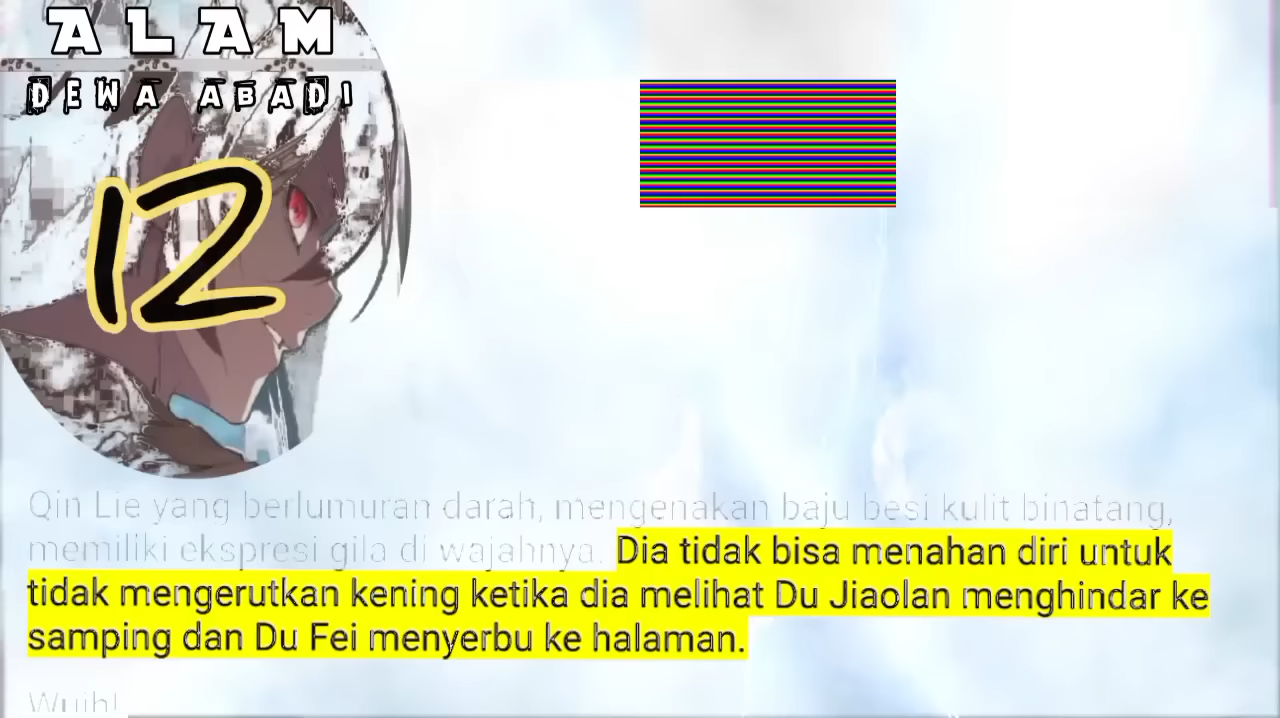 ALAM
DEWA ABADI
12
Qin Lie yang berlumuran darah, mengenakan baju besi kulit binatang,
memiliki ekspresi gila di wajahnya. Dia tidak bisa menahan diri untuk
tidak mengerutkan kening ketika dia melihat Du Jiaolan menghindar ke
samping dan Du Fei menyerbu ke halaman.